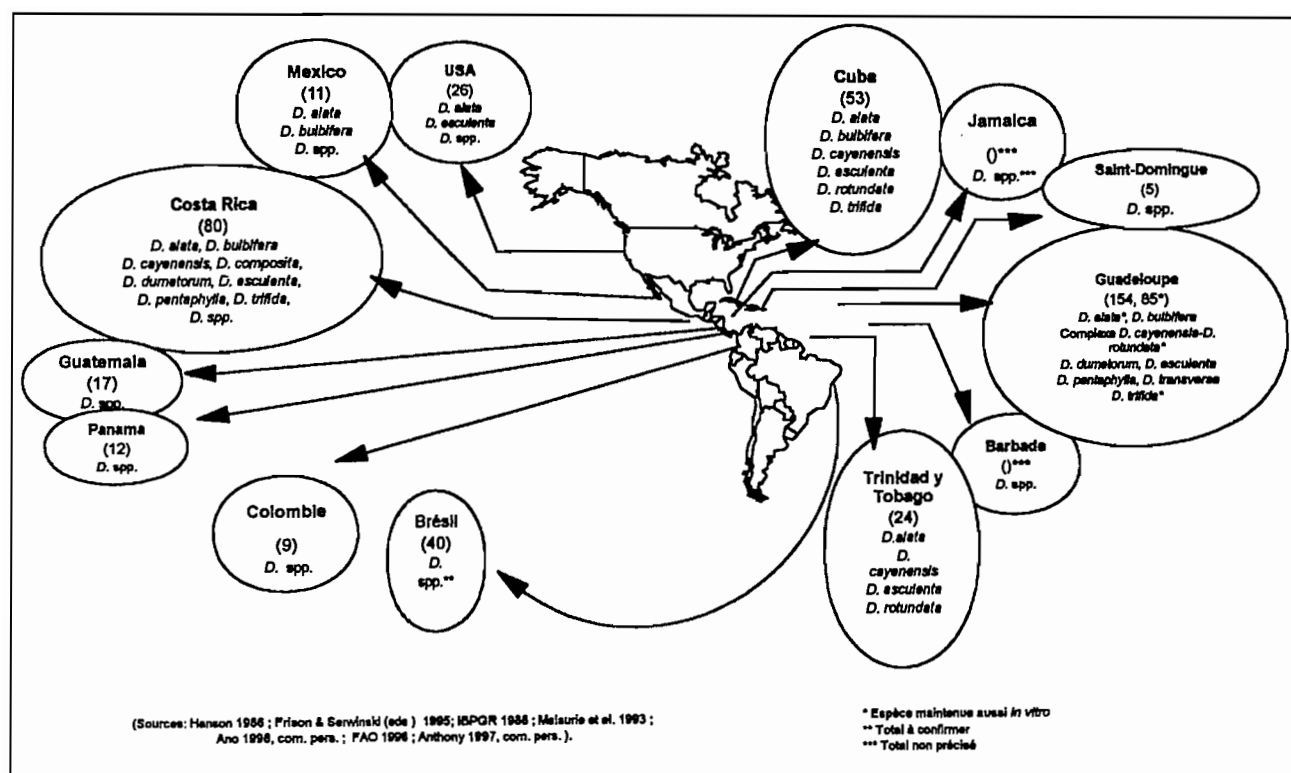 Mexico
(11)
D. alata
D. bulbifera
D. spp.
USA
(26)
D. alata
D. esculenta
D. spp.
Cuba
(53)
D. alata
D. bulbifera
D. cayenensis
D. esculenta
D. rotundata
D. trifida
Jamaica
()***
D. spp.***
Saint-Domingue
(5)
D. spp.
Costa Rica
(80)
D. alata, D. bulbifera
D. cayenensis, D. composita,
D. dumetorum, D. esculenta,
D. pentaphylla, D. trifida,
D. spp.
Guadeloupe
(154, 85*)
D. alata*, D. bulbifera
Complexe D. cayenensis-D.
rotundata*
D. dumetorum, D. esculenta
D. pentaphylla, D. transversa
D. trifida*
Guatemala
(17)
D. spp.
Panama
(12)
D. spp.
Colombie
(9)
D. spp.
Brésil
(40)
D.
spp.**
Trinidad y
Tobago
(24)
D.alata
D.
cayenensis
D. esculenta
D. rotundata
Barbade
()***
D. spp.
(Sources: Hanson 1986 ; Frison & Serwinski (eds ) 1995; IBPGR 1986 ; Malaurie et al. 1993 ;
Ano 1998, com. pers. ; FAO 1996 ; Anthony 1997, com. pers. ).
* Espèce maintenue aussi in vitro
** Total à confirmer
*** Total non précisé